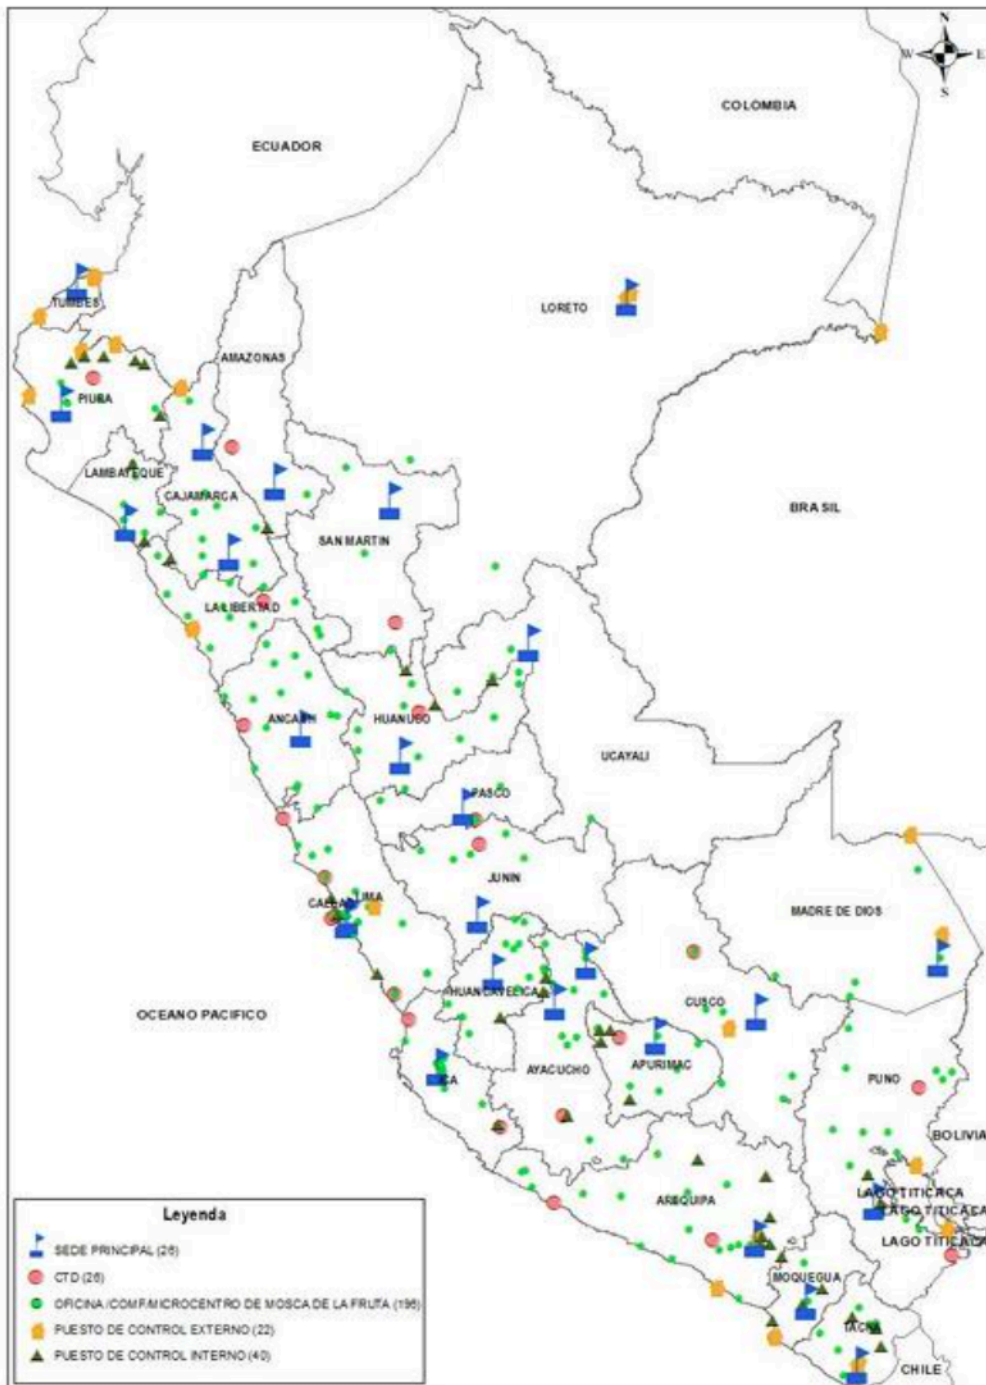 N
W E
S
COLOMBIA
ECUADOR
TUMBES
LORETO
AMAZONAS
PIURA
LAMBAYEQUE
CAJAMARCA
BRASIL
SAN MARTIN
LA LIBERTAD
ANCASH
HUANUCO
UCAYALI
PASCO
JUNIN
CALLAO
LIMA
MADRE DE DIOS
HUANCAVELICA
CUSCO
OCEANO PACIFICO
AYACUCHO
APURIMAC
ICA
PUNO
BOLIVIA
AREQUIPA
LAGO TITICACA
LAGO TITICACA
LAGO TITICACA
MOQUEGUA
TACNA
CHILE
Leyenda
SEDE PRINCIPAL (26)
CTD (26)
OFICINA /COMF/MICROCENTRO DE MOSCA DE LA FRUTA (196)
PUESTO DE CONTROL EXTERNO (22)
PUESTO DE CONTROL INTERNO (40)